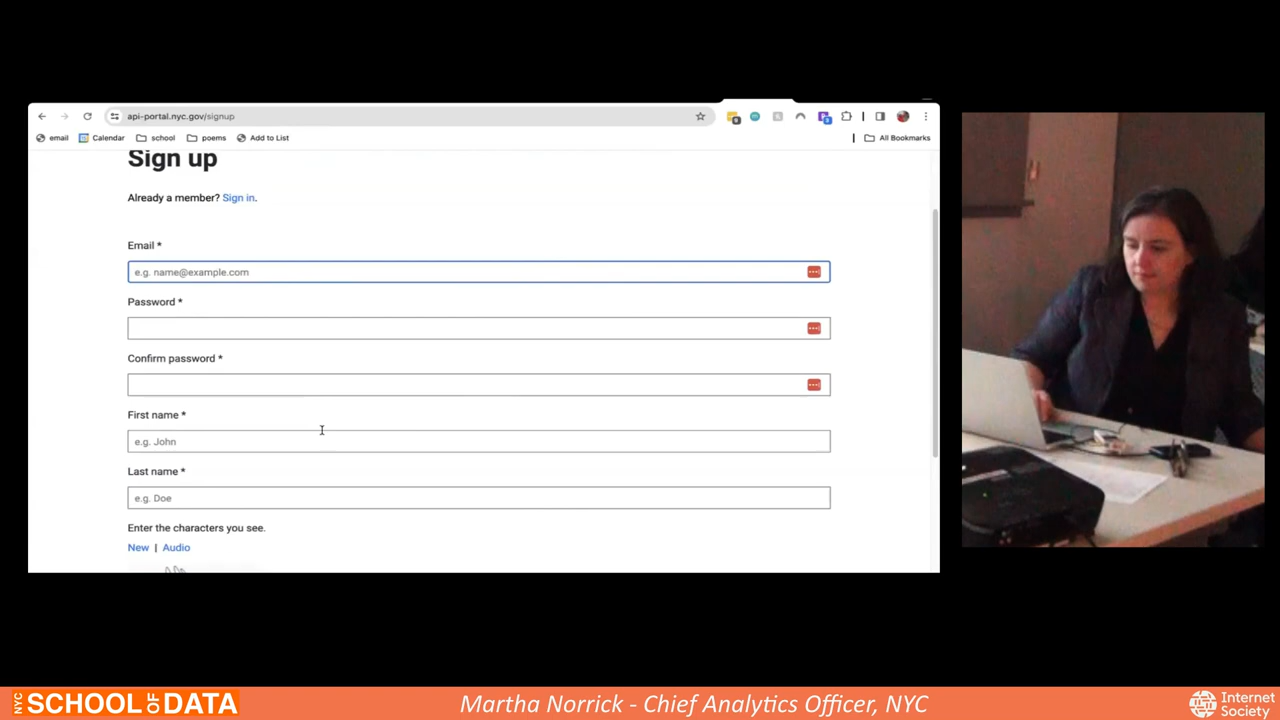 api-portal.nyc.gov/signup
email
Calendar
school
poems
Add to List
All Bookmarks
Sign up
Already a member? Sign in.
Email *
e.g. name@example.com
Password *
Confirm password *
First name *
e.g. John
Last name *
e.g. Doe
Enter the characters you see.
New | Audio
NYC SCHOOL OF DATA
Martha Norrick - Chief Analytics Officer, NYC
Internet
Society